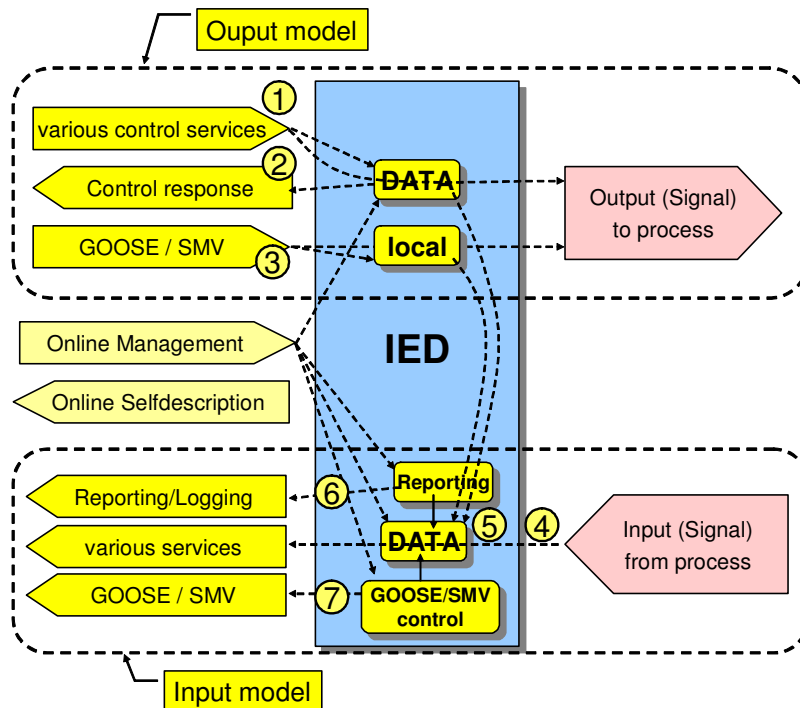 Ouput model
1
various control services
2
Control response
DATA
Output (Signal)
to process
GOOSE / SMV
3
local
Online Management
IED
Online Selfdescription
Reporting/Logging
6
Reporting
various services
DATA
5
4
Input (Signal)
from process
GOOSE / SMV
7
GOOSE/SMV
control
Input model